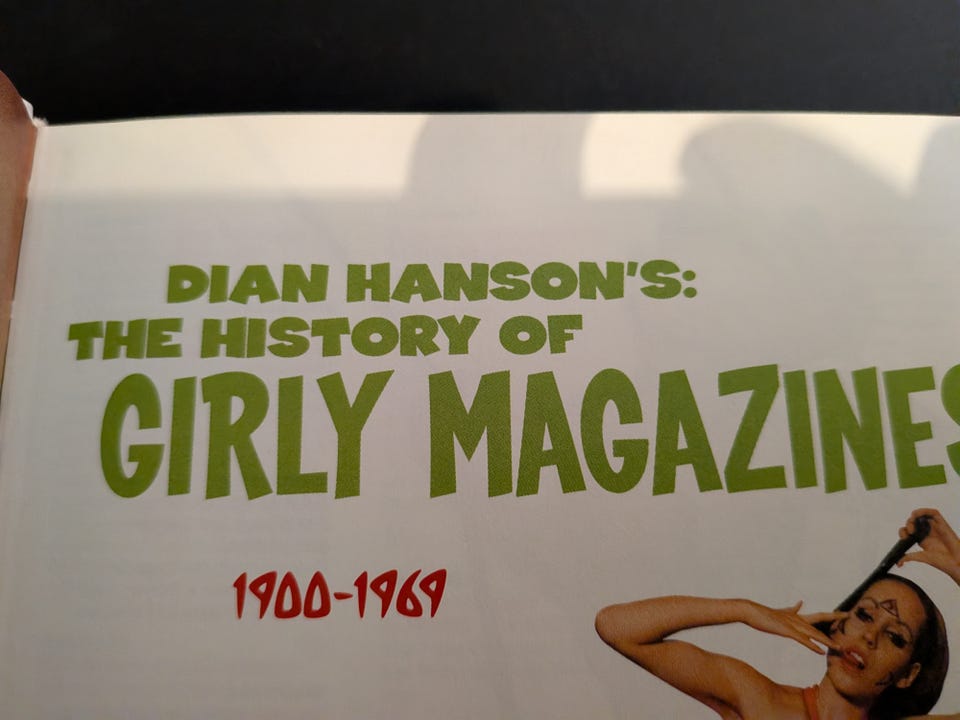 DIAN HANSON'S:
THE HISTORY OF
GIRLY MAGAZINES
1900-1969